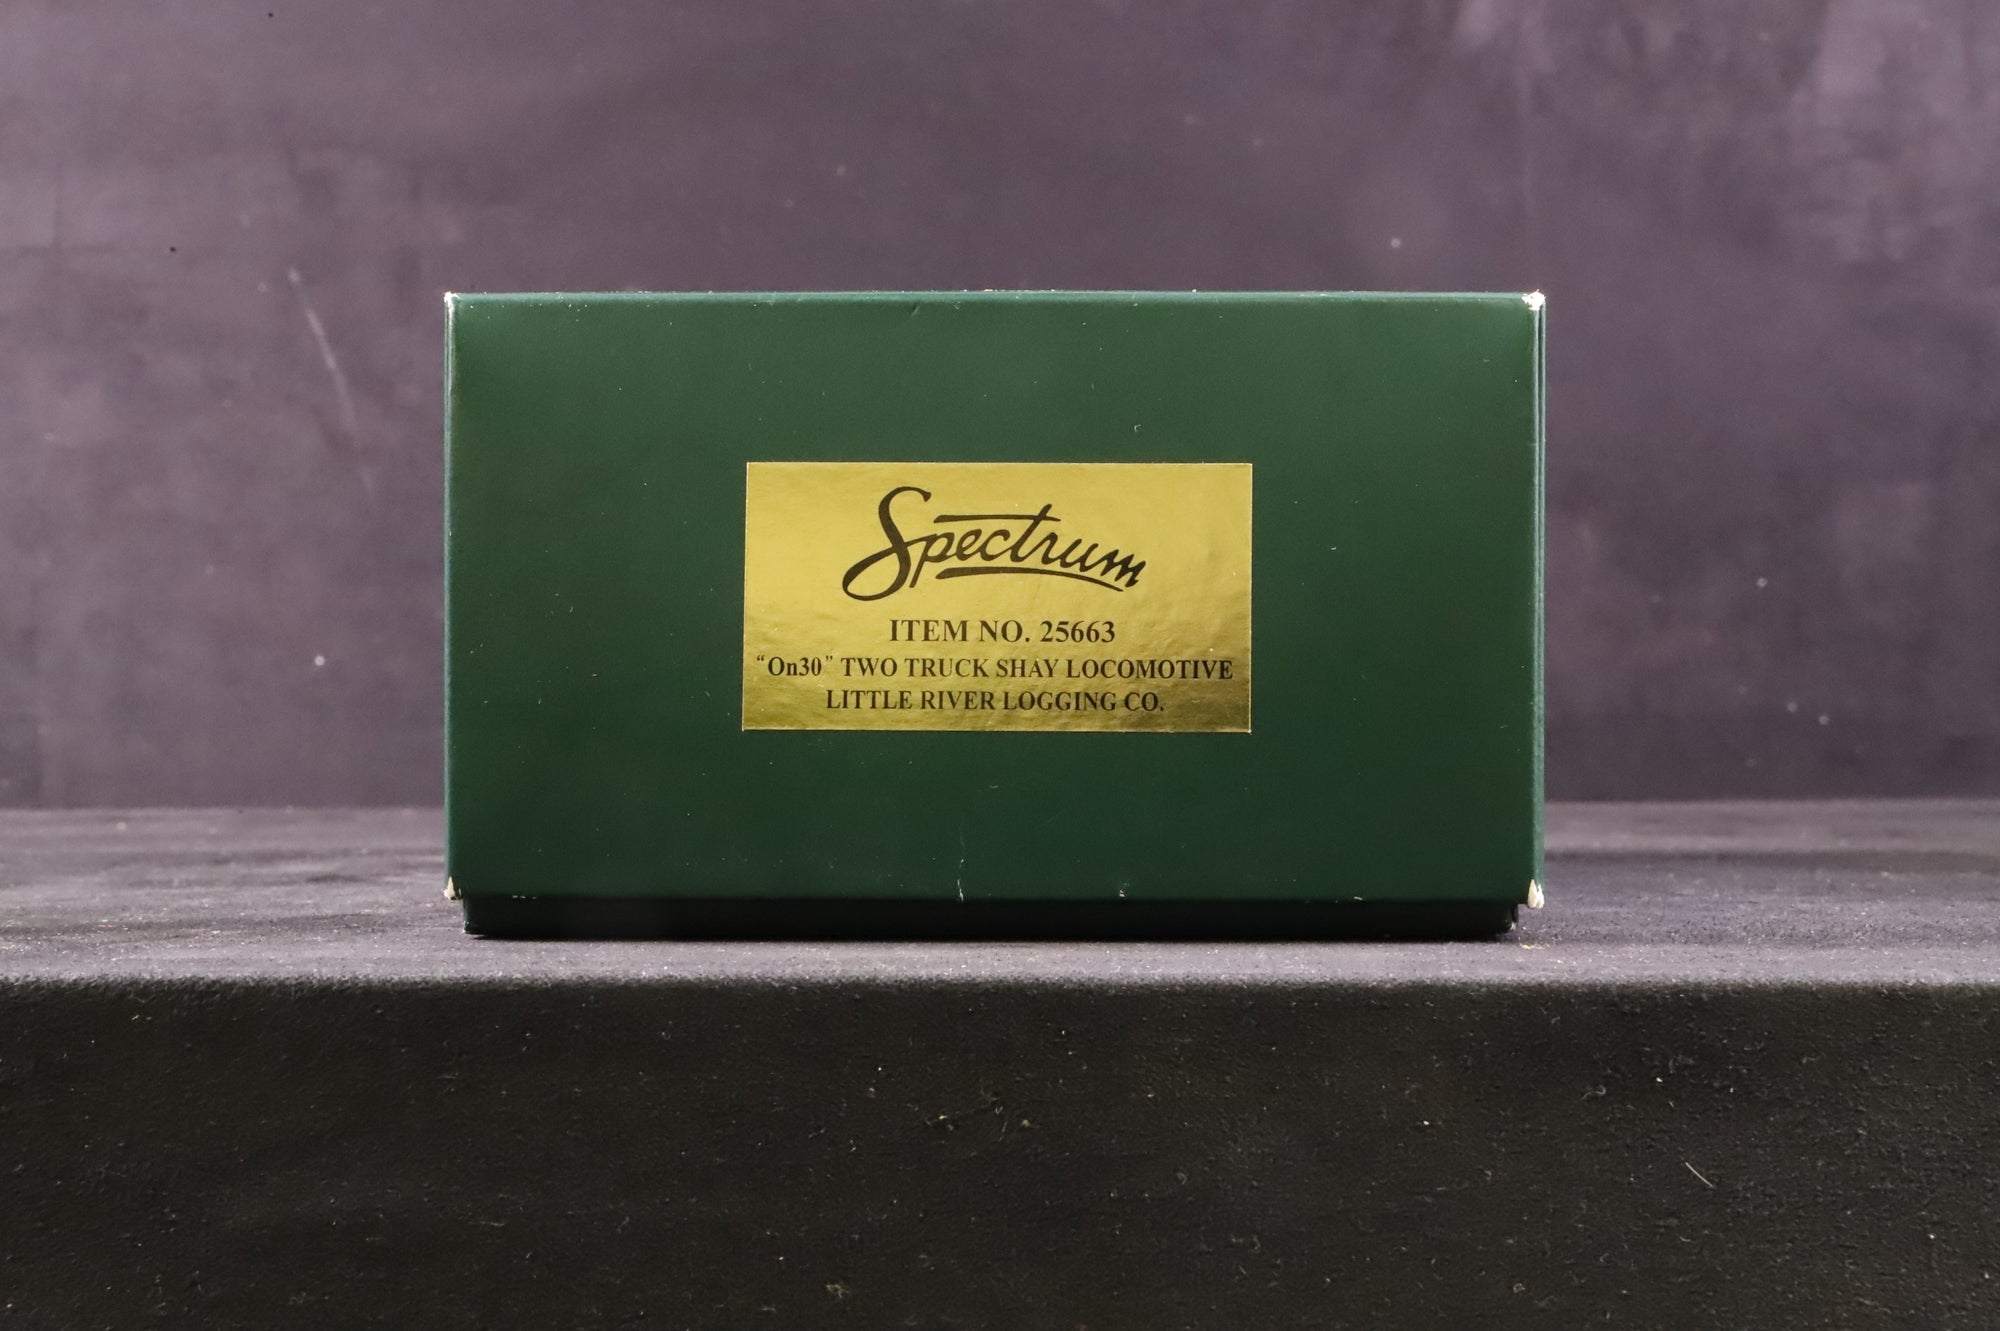 Spectrum
ITEM NO. 25663
“On30” TWO TRUCK SHAY LOCOMOTIVE
LITTLE RIVER LOGGING CO.